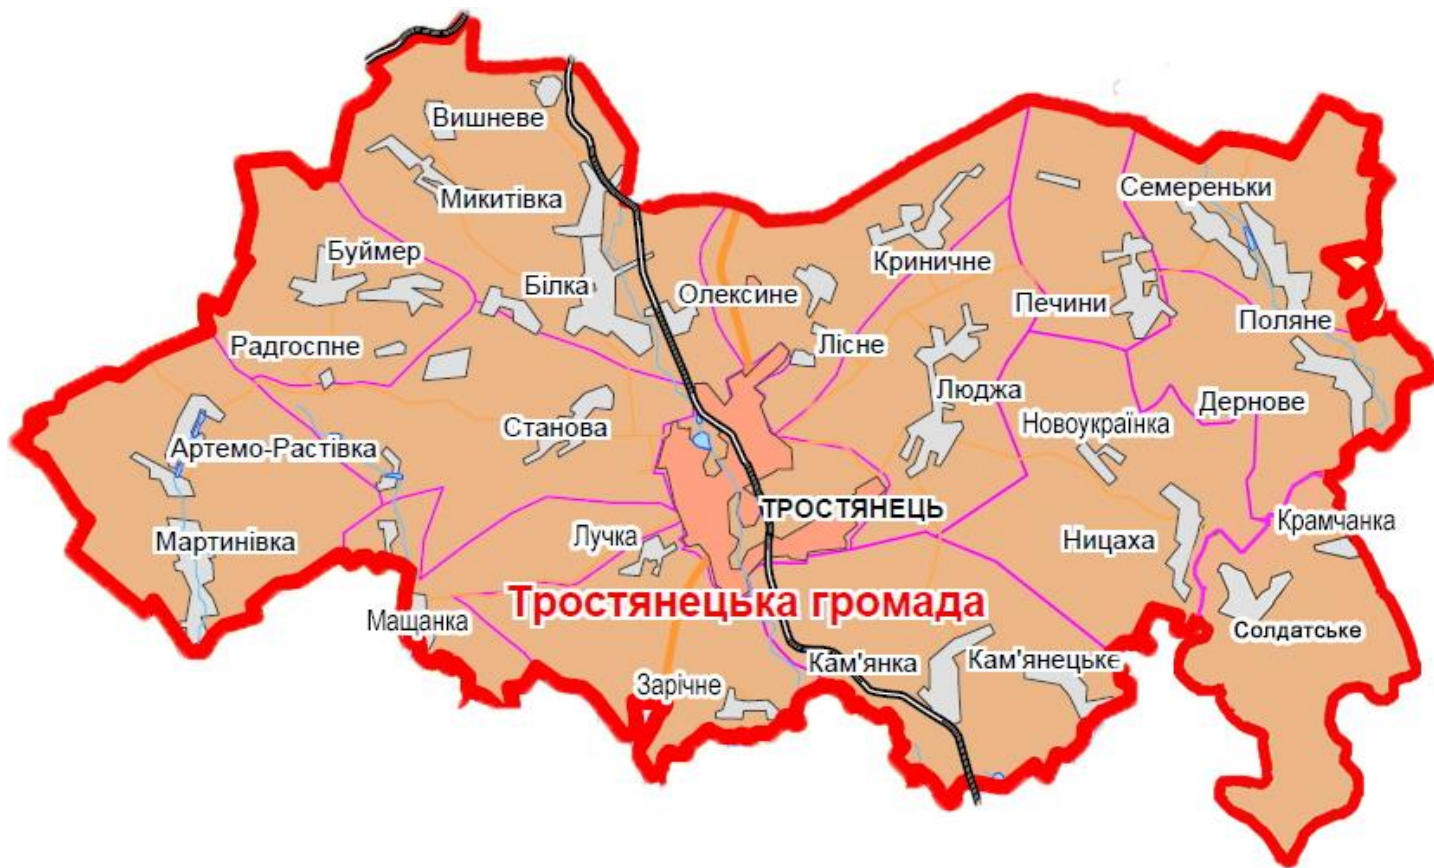 Вишневе
Семереньки
Микитівка
Буймер
Криничне
Білка
Олексине
Печини
Поляне
Радгоспне
Лісне
Люджа
Дернове
Станова
Новоукраїнка
Артемо-Растівка
ТРОСТЯНЕЦЬ
Крамчанка
Лучка
Мартинівка
Ницаха
Тростянецька громада
Мащанка
Солдатське
Кам'янка
Кам'янецьке
Зарічне